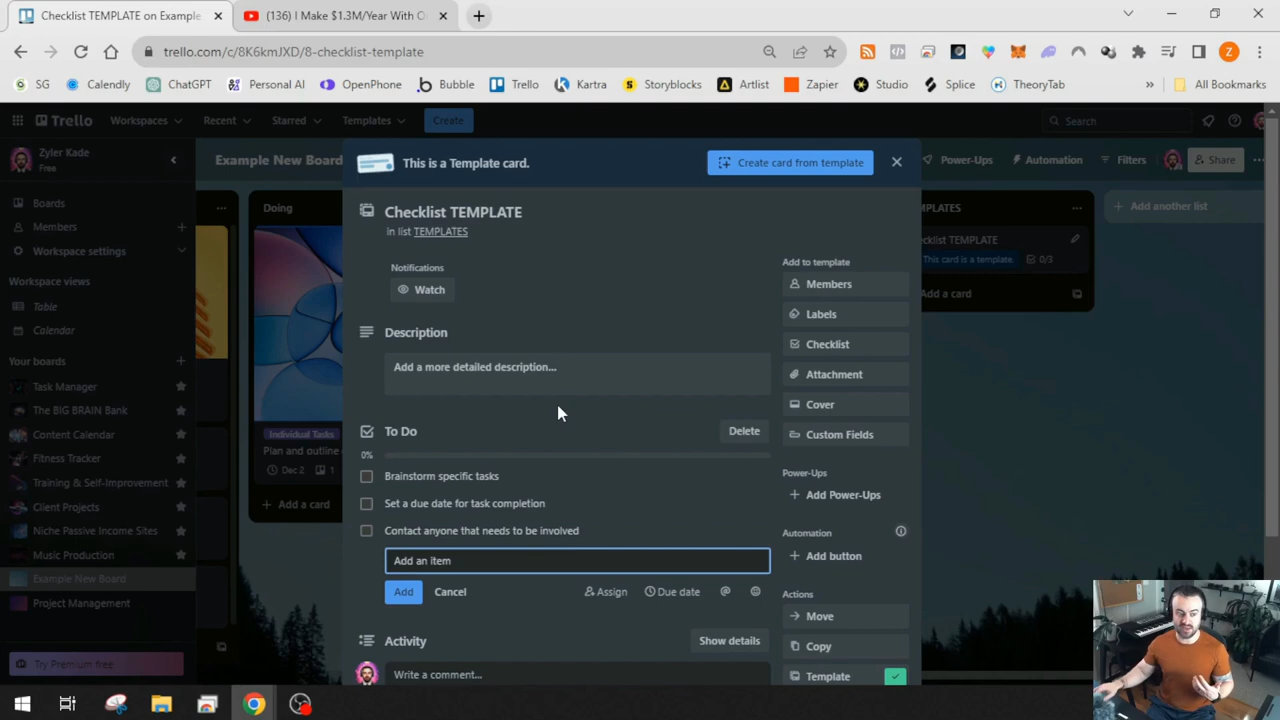 Checklist TEMPLATE on Example
(136) I Make $1.3M/Year With O
trello.com/c/8K6kmJXD/8-checklist-template
Z
SG
Calendly
ChatGPT
Personal AI
OpenPhone
Bubble
Trello
Kartra
Storyblocks
Artlist
Zapier
Studio
Splice
TheoryTab
»
All Bookmarks
Trello
Workspaces
Recent
Starred
Templates
Create
Search
Zyler Kade
Free
Example New Board
Power-Ups
Automation
Filters
Share
Boards
Members
Workspace settings
Workspace views
Table
Calendar
Your boards
Task Manager
The BIG BRAIN Bank
Content Calendar
Fitness Tracker
Training & Self-Improvement
Client Projects
Niche Passive Income Sites
Music Production
Example New Board
Project Management
Try Premium free
Doing
Individual Tasks
Plan and outline
Dec 2
1
Add a card
This is a Template card.
Create card from template
Checklist TEMPLATE
in list TEMPLATES
Notifications
Watch
Description
Add a more detailed description...
To Do
Delete
0%
Brainstorm specific tasks
Set a due date for task completion
Contact anyone that needs to be involved
Add an item
Add
Cancel
Assign
Due date
Activity
Show details
Write a comment...
Add to template
Members
Labels
Checklist
Attachment
Cover
Custom Fields
Power-Ups
Add Power-Ups
Automation
Add button
Actions
Move
Copy
Template
MPLATES
cklist TEMPLATE
This card is a template.
0/3
Add a card
Add another list